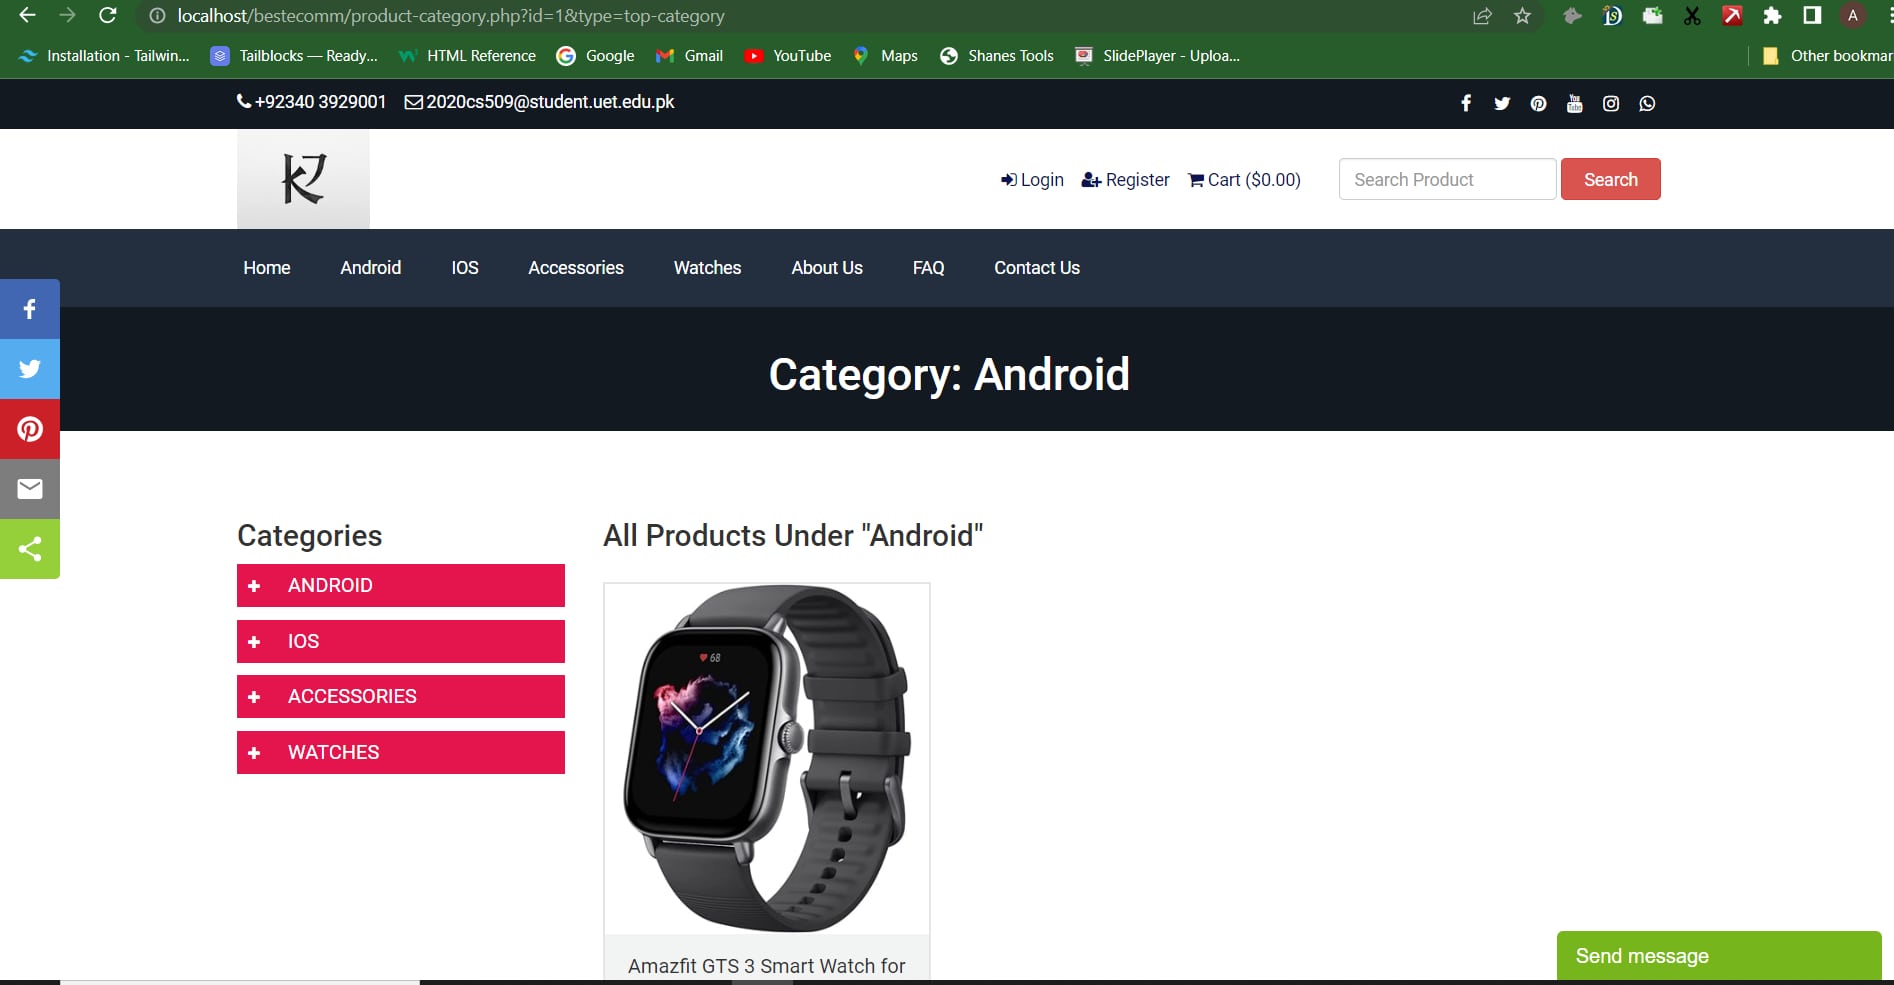 localhost/bestecomm/product-category.php?id=1&type=top-category
A
Installation - Tailwin... Tailblocks — Ready... HTML Reference Google Gmail YouTube Maps Shanes Tools SlidePlayer - Uploa... Other bookmar
+92340 3929001 2020cs509@student.uet.edu.pk
Login Register Cart ($0.00) Search Product Search
Home Android IOS Accessories Watches About Us FAQ Contact Us
Category: Android
Categories
ANDROID
IOS
ACCESSORIES
WATCHES
All Products Under "Android"
68
Amazfit GTS 3 Smart Watch for
Send message